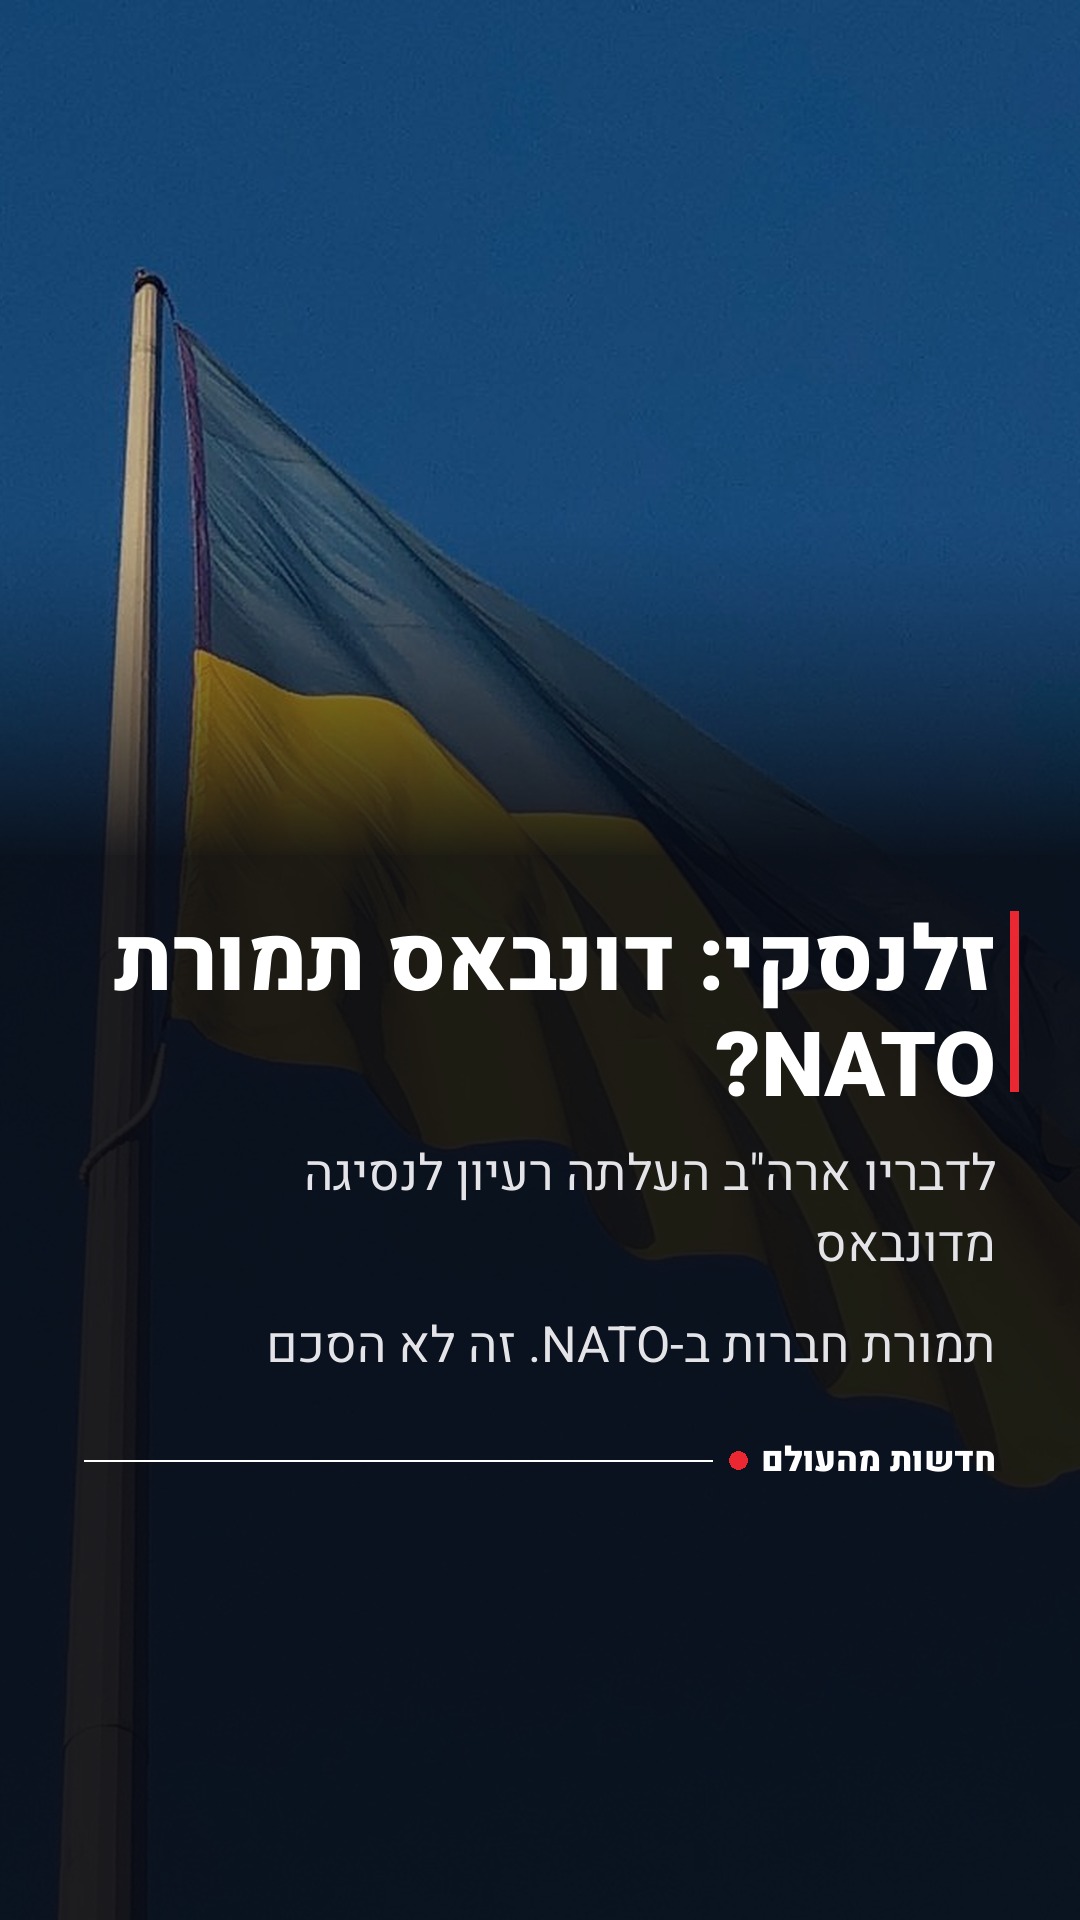 זלנסקי: דונבאס תמורת
NATO?
לדבריו ארה"ב העלתה רעיון לנסיגה
מדונבאס
תמורת חברות ב-NATO. זה לא הסכם
חדשות מהעולם